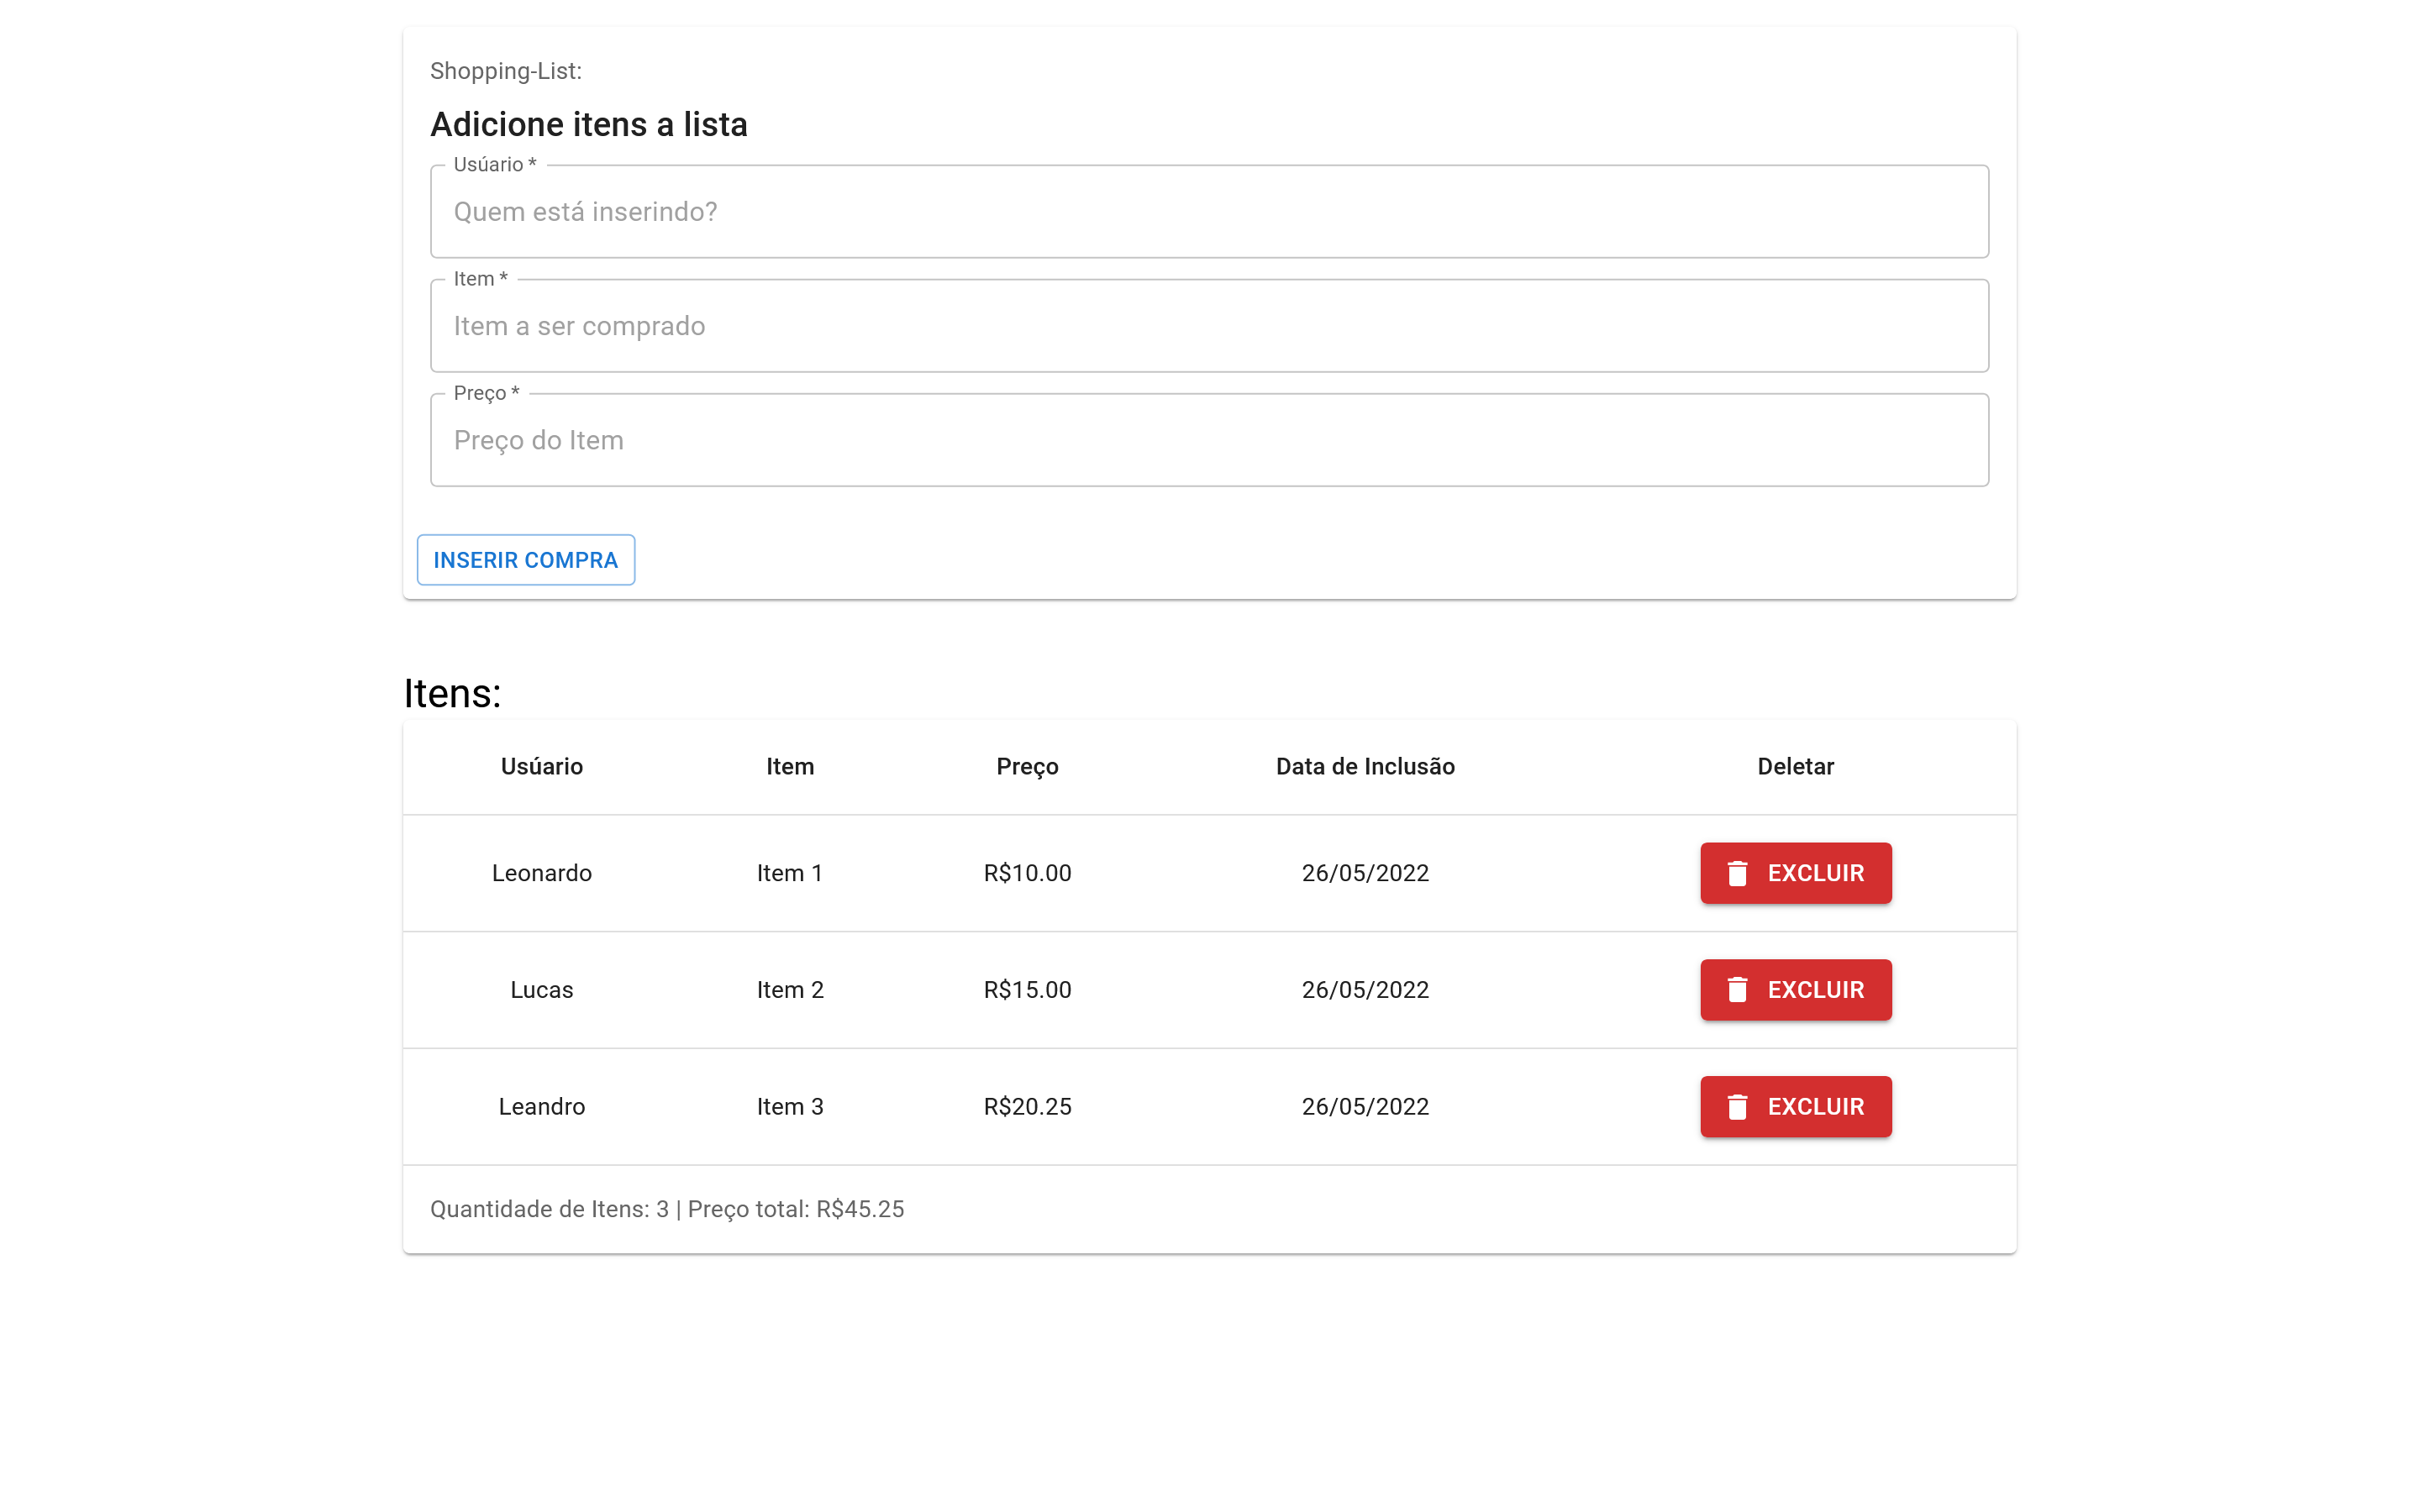 Shopping-List:
Adicione itens a lista
Usúario *
Quem está inserindo?
Item *
Item a ser comprado
Preço *
Preço do Item
INSERIR COMPRA
Itens:
Usúario Item Preço Data de Inclusão Deletar
Leonardo Item 1 R$10.00 26/05/2022 EXCLUIR
Lucas Item 2 R$15.00 26/05/2022 EXCLUIR
Leandro Item 3 R$20.25 26/05/2022 EXCLUIR
Quantidade de Itens: 3 | Preço total: R$45.25